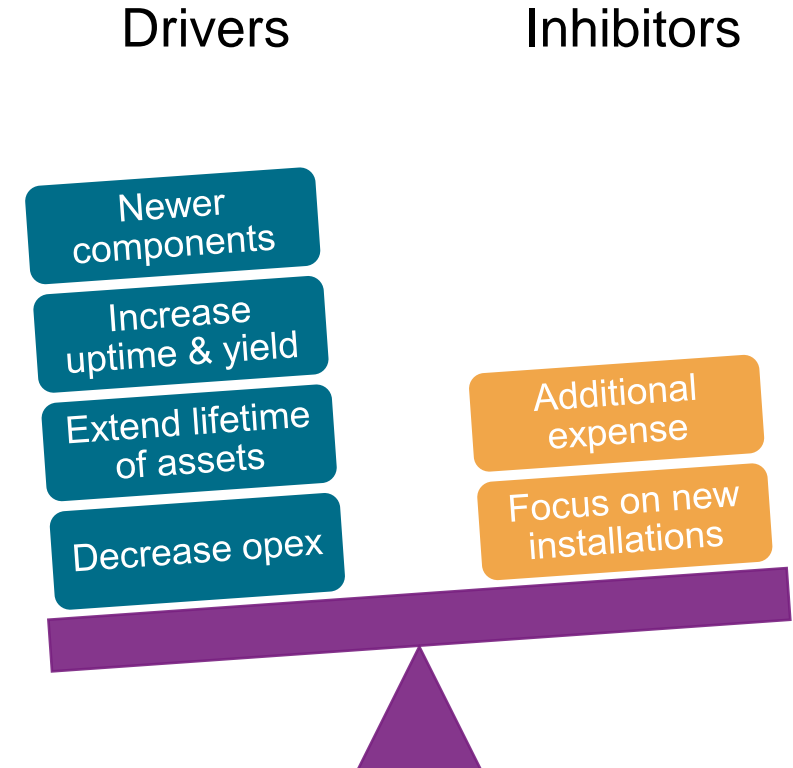 Drivers
Inhibitors
Newer
components
Increase
uptime & yield
Extend lifetime
of assets
Decrease opex
Additional
expense
Focus on new
installations